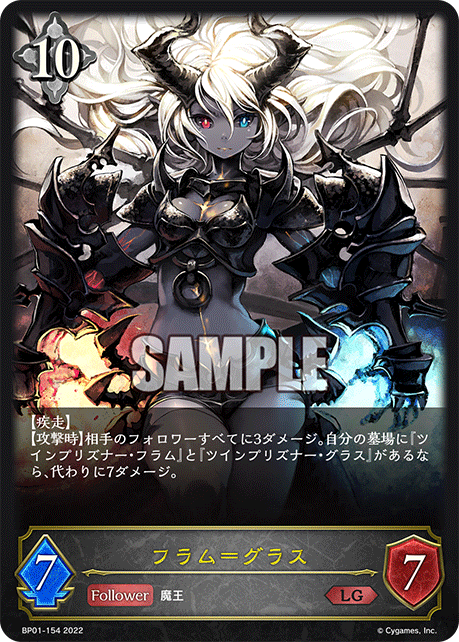 10
SAMPLE
【疾走】
【攻撃時】相手のフォロワーすべてに3ダメージ。自分の墓場に『ツ
インプリズナー・フラム』と『ツインプリズナー・グラス』があるな
ら、代わりに7ダメージ。
フラム＝グラス
7
Follower 魔王 LG
7
BP01-154 2022 © Cygames, Inc.